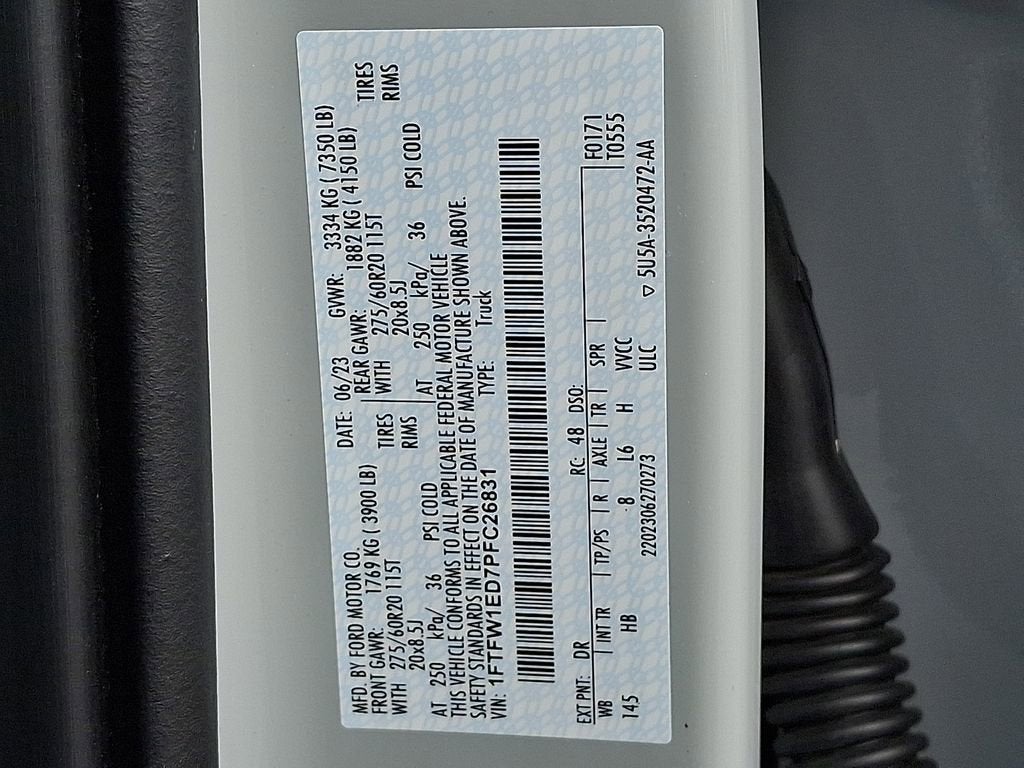 MFD. BY FORD MOTOR CO. DATE: 06/23 GVWR: 3334 KG ( 7350 LB)
FRONT GAWR: 1769 KG ( 3900 LB) REAR GAWR: 1882 KG ( 4150 LB)
WITH 275/60R20 115T TIRES WITH 275/60R20 115T TIRES
20x8.5J RIMS 20x8.5J RIMS
AT 250 kPa/ 36 PSI COLD AT 250 kPa/ 36 PSI COLD
THIS VEHICLE CONFORMS TO ALL APPLICABLE FEDERAL MOTOR VEHICLE
SAFETY STANDARDS IN EFFECT ON THE DATE OF MANUFACTURE SHOWN ABOVE.
VIN: 1FTFW1ED7PFC26831 TYPE: Truck
EXT PNT: DR RC: 48 DSO: F0171
WB INT TR TP/PS R AXLE TR SPR T0555
145 HB 8 L6 H VVCC
2202306270273 ULC ▽ 5U5A-3520472-AA